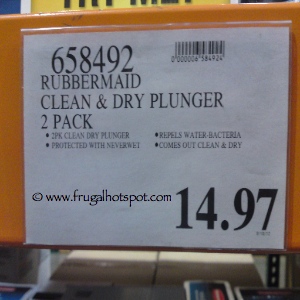 658492
0000006584924
RUBBERMAID
CLEAN & DRY PLUNGER
2 PACK
• 2PK CLEAN DRY PLUNGER
• REPELS WATER-BACTERIA
• PROTECTED WITH NEVERWET
• COMES OUT CLEAN & DRY
www.frugalhotspot.com
14.97